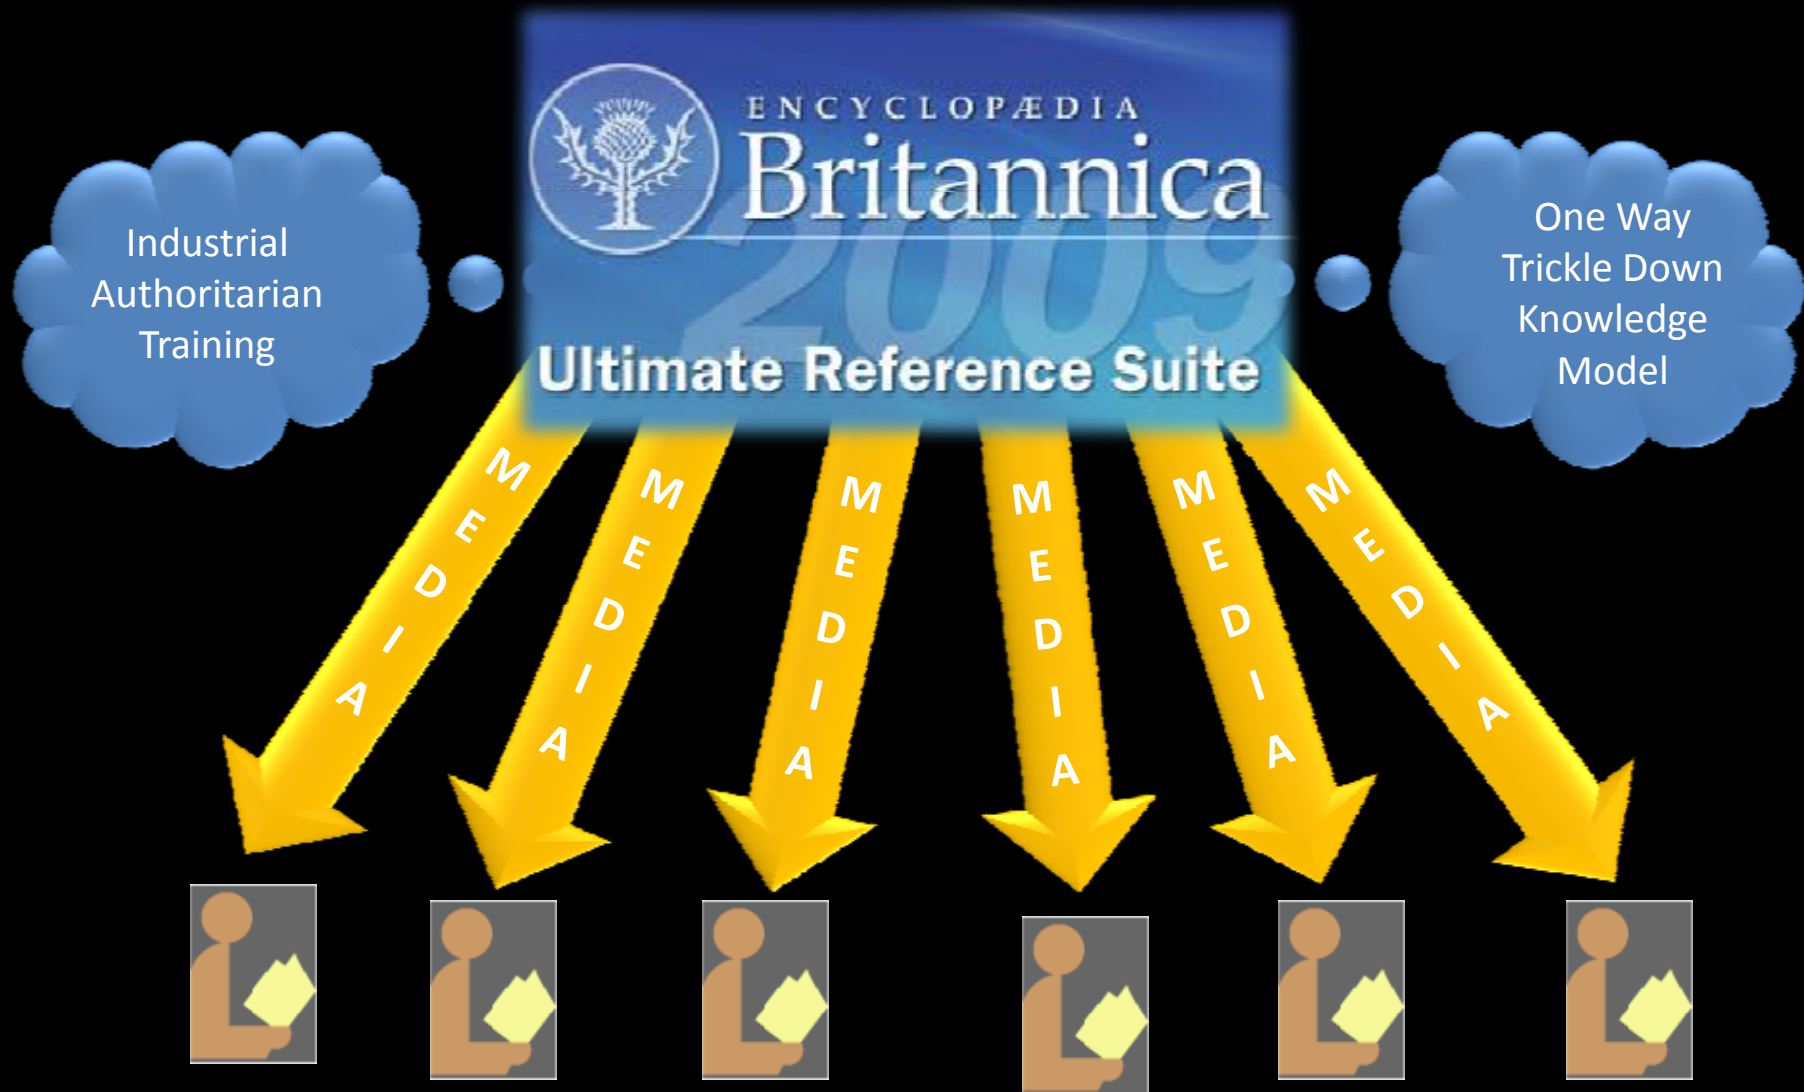 ENCYCLOPÆDIA
Britannica
2009
Ultimate Reference Suite
Industrial
Authoritarian
Training
One Way
Trickle Down
Knowledge
Model
MEDIA
MEDIA
MEDIA
MEDIA
MEDIA
MEDIA